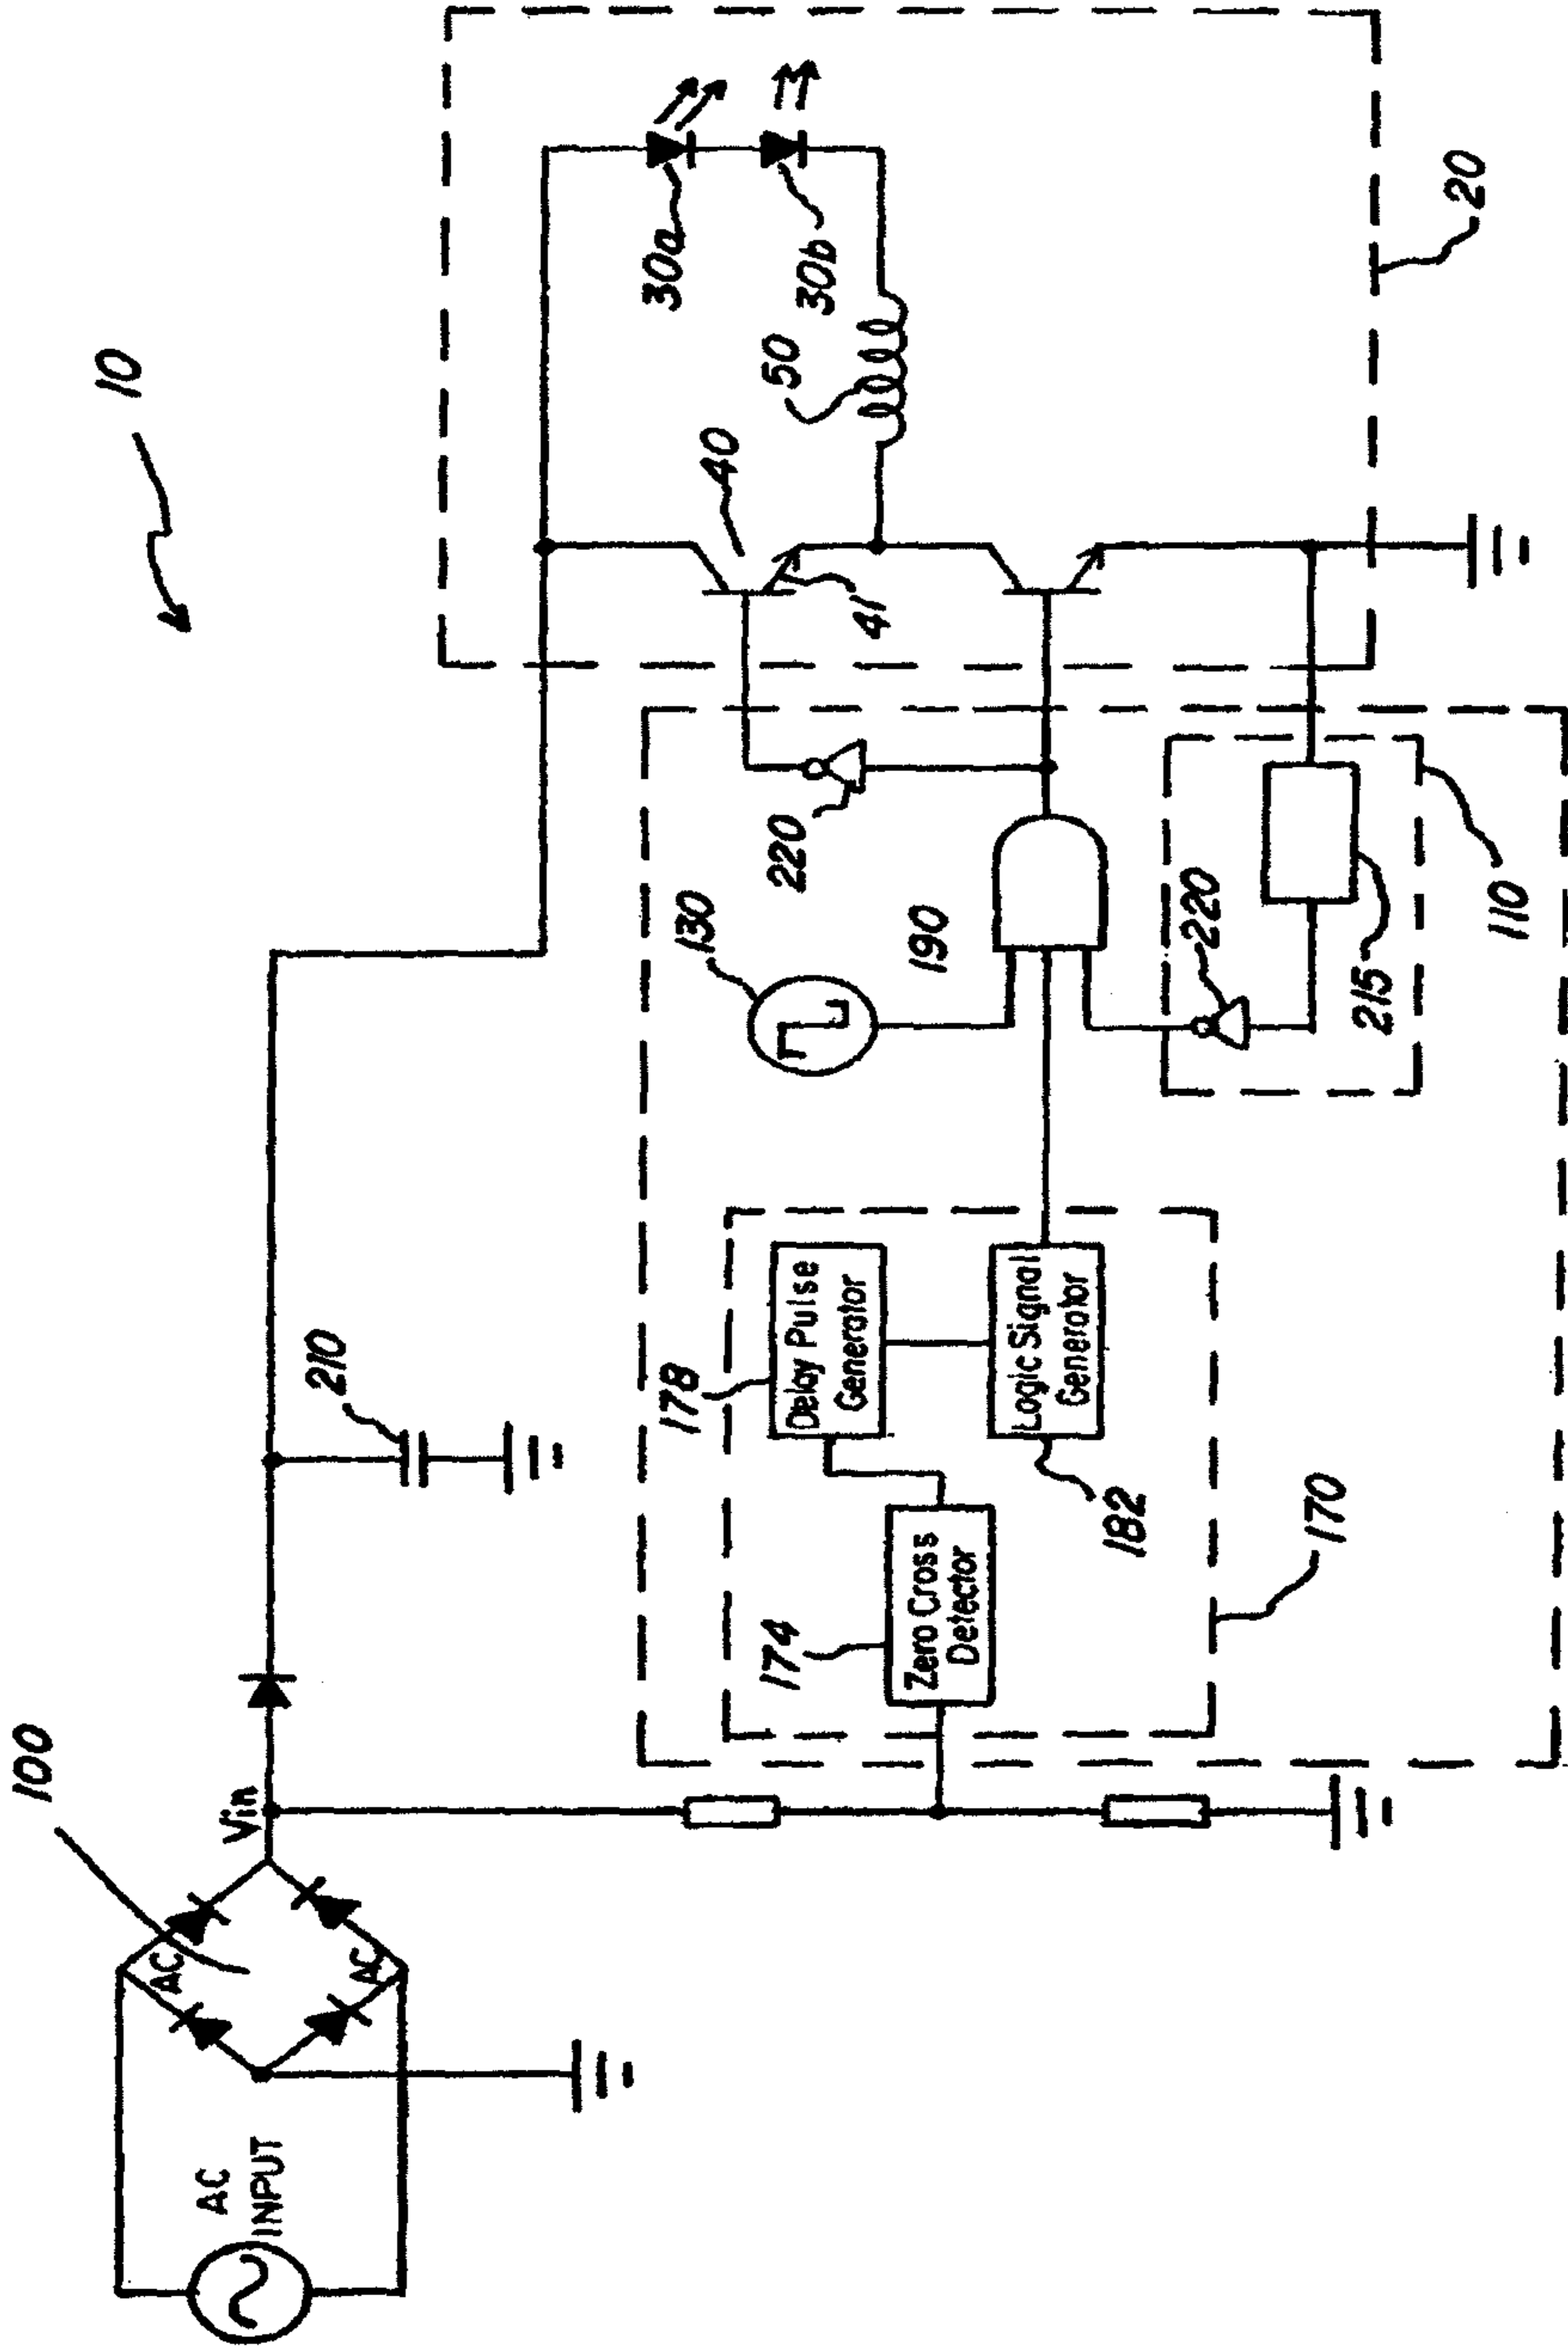 10
100
AC
INPUT
AC
AC
Vin
210
30a
30b
50
40
41
20
220
130
190
178
Delay Pulse
Generator
174
Zero Cross
Detector
Logic Signal
Generator
182
170
220
215
110